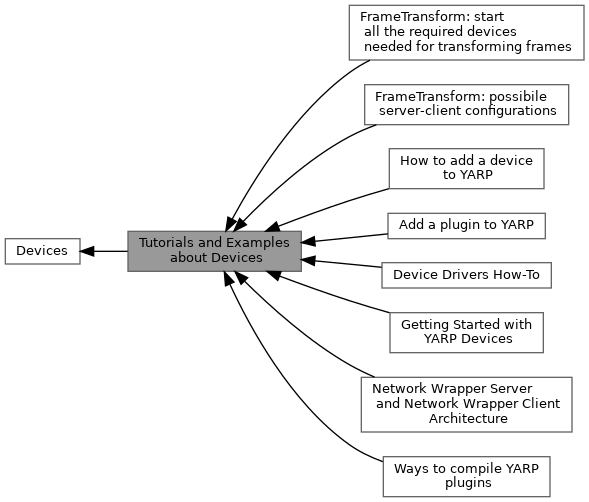 FrameTransform: start
all the required devices
needed for transforming frames
FrameTransform: possibile
server-client configurations
How to add a device
to YARP
Add a plugin to YARP
Devices
Tutorials and Examples
about Devices
Device Drivers How-To
Getting Started with
YARP Devices
Network Wrapper Server
and Network Wrapper Client
Architecture
Ways to compile YARP
plugins